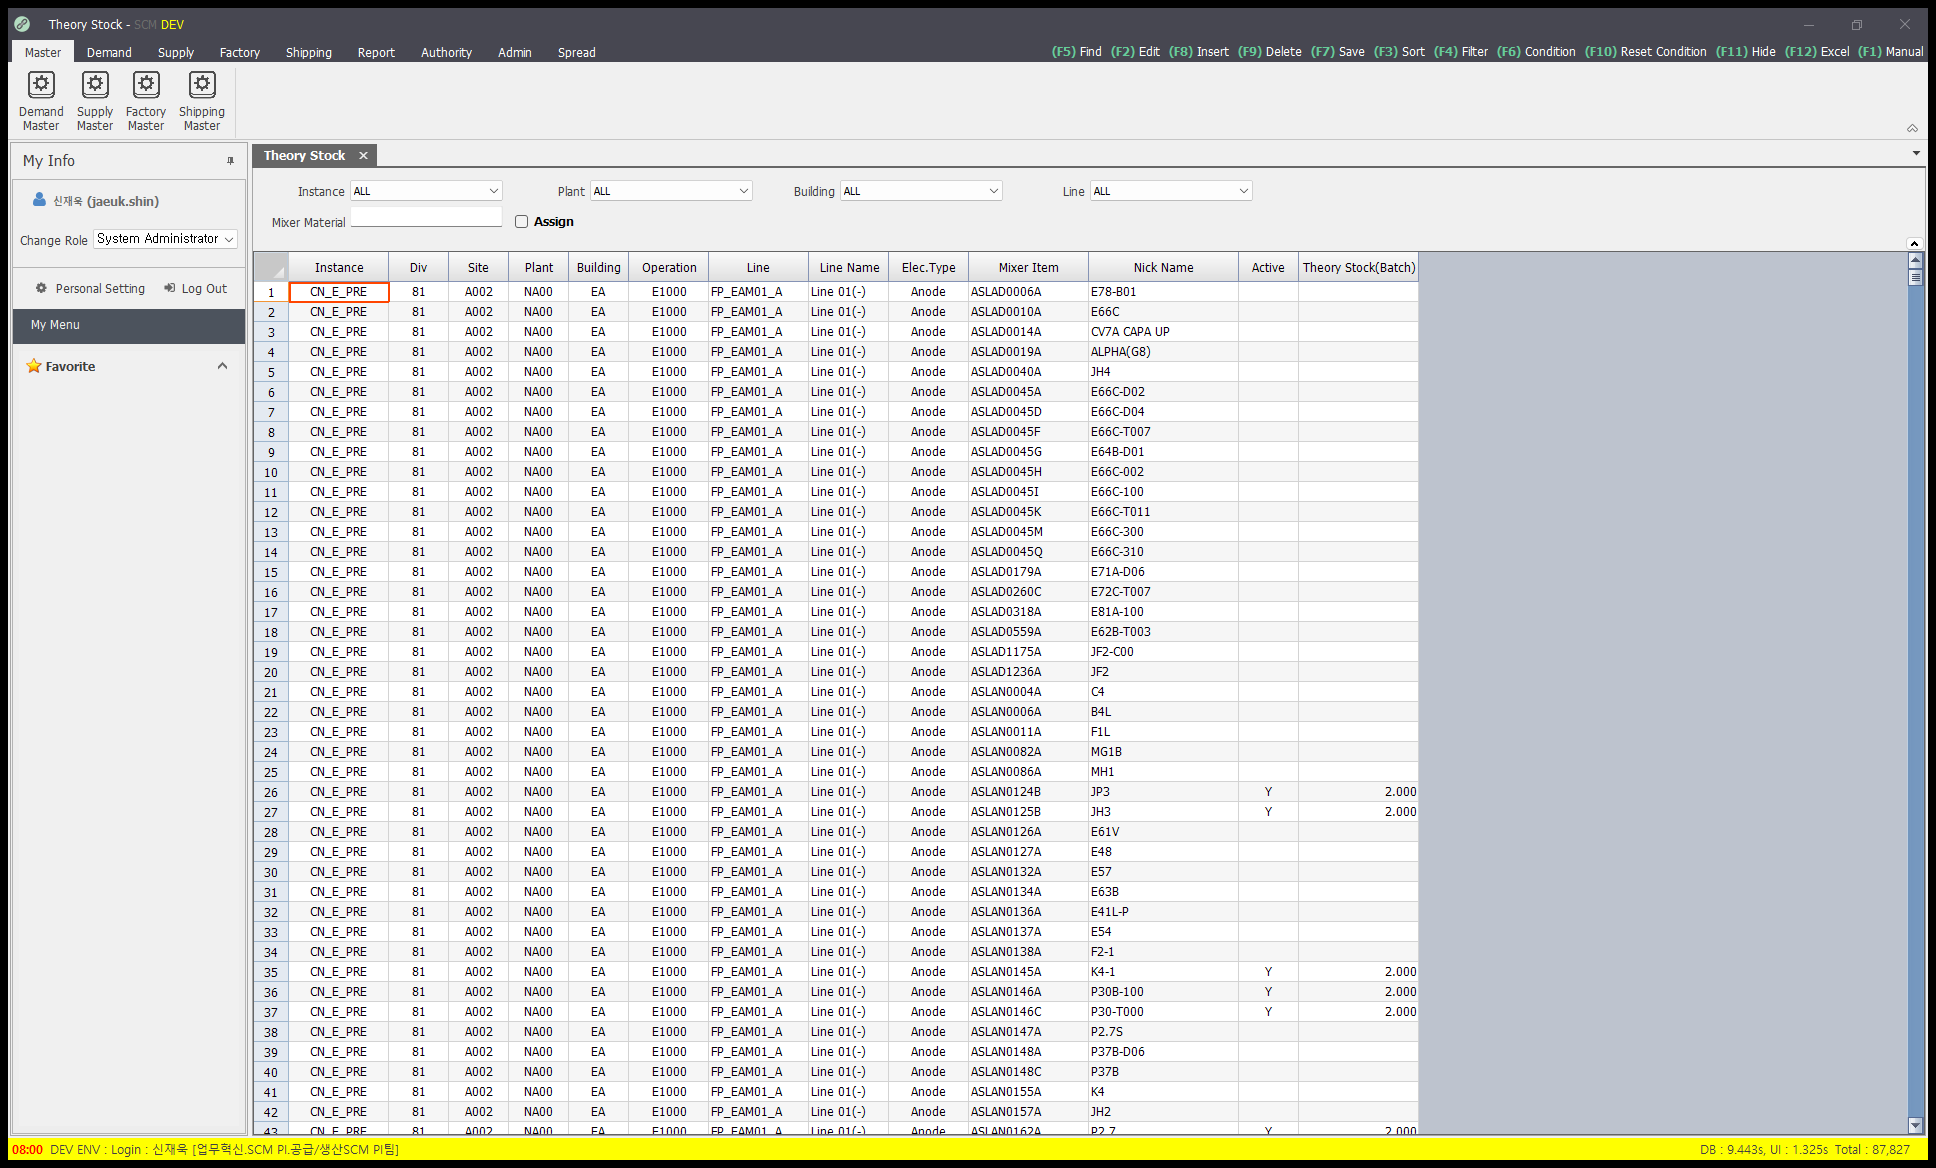 Theory Stock - SCM DEV
Master Demand Supply Factory Shipping Report Authority Admin Spread (F5) Find (F2) Edit (F8) Insert (F9) Delete (F7) Save (F3) Sort (F4) Filter (F6) Condition (F10) Reset Condition (F11) Hide (F12) Excel (F1) Manual
Demand Master
Supply Master
Factory Master
Shipping Master
My Info
신재욱 (jaeuk.shin)
Change Role System Administrator
Personal Setting Log Out
My Menu
Favorite
Theory Stock
Instance ALL Plant ALL Building ALL Line ALL
Mixer Material Assign
Instance Div Site Plant Building Operation Line Line Name Elec.Type Mixer Item Nick Name Active Theory Stock(Batch)
1 CN_E_PRE 81 A002 NA00 EA E1000 FP_EAM01_A Line 01(-) Anode ASLAD0006A E78-B01
2 CN_E_PRE 81 A002 NA00 EA E1000 FP_EAM01_A Line 01(-) Anode ASLAD0010A E66C
3 CN_E_PRE 81 A002 NA00 EA E1000 FP_EAM01_A Line 01(-) Anode ASLAD0014A CV7A CAPA UP
4 CN_E_PRE 81 A002 NA00 EA E1000 FP_EAM01_A Line 01(-) Anode ASLAD0019A ALPHA(G8)
5 CN_E_PRE 81 A002 NA00 EA E1000 FP_EAM01_A Line 01(-) Anode ASLAD0040A JH4
6 CN_E_PRE 81 A002 NA00 EA E1000 FP_EAM01_A Line 01(-) Anode ASLAD0045A E66C-D02
7 CN_E_PRE 81 A002 NA00 EA E1000 FP_EAM01_A Line 01(-) Anode ASLAD0045D E66C-D04
8 CN_E_PRE 81 A002 NA00 EA E1000 FP_EAM01_A Line 01(-) Anode ASLAD0045F E66C-T007
9 CN_E_PRE 81 A002 NA00 EA E1000 FP_EAM01_A Line 01(-) Anode ASLAD0045G E64B-D01
10 CN_E_PRE 81 A002 NA00 EA E1000 FP_EAM01_A Line 01(-) Anode ASLAD0045H E66C-002
11 CN_E_PRE 81 A002 NA00 EA E1000 FP_EAM01_A Line 01(-) Anode ASLAD0045I E66C-100
12 CN_E_PRE 81 A002 NA00 EA E1000 FP_EAM01_A Line 01(-) Anode ASLAD0045K E66C-T011
13 CN_E_PRE 81 A002 NA00 EA E1000 FP_EAM01_A Line 01(-) Anode ASLAD0045M E66C-300
14 CN_E_PRE 81 A002 NA00 EA E1000 FP_EAM01_A Line 01(-) Anode ASLAD0045Q E66C-310
15 CN_E_PRE 81 A002 NA00 EA E1000 FP_EAM01_A Line 01(-) Anode ASLAD0179A E71A-D06
16 CN_E_PRE 81 A002 NA00 EA E1000 FP_EAM01_A Line 01(-) Anode ASLAD0260C E72C-T007
17 CN_E_PRE 81 A002 NA00 EA E1000 FP_EAM01_A Line 01(-) Anode ASLAD0318A E81A-100
18 CN_E_PRE 81 A002 NA00 EA E1000 FP_EAM01_A Line 01(-) Anode ASLAD0559A E62B-T003
19 CN_E_PRE 81 A002 NA00 EA E1000 FP_EAM01_A Line 01(-) Anode ASLAD1175A JF2-C00
20 CN_E_PRE 81 A002 NA00 EA E1000 FP_EAM01_A Line 01(-) Anode ASLAD1236A JF2
21 CN_E_PRE 81 A002 NA00 EA E1000 FP_EAM01_A Line 01(-) Anode ASLAN0004A C4
22 CN_E_PRE 81 A002 NA00 EA E1000 FP_EAM01_A Line 01(-) Anode ASLAN0006A B4L
23 CN_E_PRE 81 A002 NA00 EA E1000 FP_EAM01_A Line 01(-) Anode ASLAN0011A F1L
24 CN_E_PRE 81 A002 NA00 EA E1000 FP_EAM01_A Line 01(-) Anode ASLAN0082A MG1B
25 CN_E_PRE 81 A002 NA00 EA E1000 FP_EAM01_A Line 01(-) Anode ASLAN0086A MH1
26 CN_E_PRE 81 A002 NA00 EA E1000 FP_EAM01_A Line 01(-) Anode ASLAN0124B JP3 Y 2.000
27 CN_E_PRE 81 A002 NA00 EA E1000 FP_EAM01_A Line 01(-) Anode ASLAN0125B JH3 Y 2.000
28 CN_E_PRE 81 A002 NA00 EA E1000 FP_EAM01_A Line 01(-) Anode ASLAN0126A E61V
29 CN_E_PRE 81 A002 NA00 EA E1000 FP_EAM01_A Line 01(-) Anode ASLAN0127A E48
30 CN_E_PRE 81 A002 NA00 EA E1000 FP_EAM01_A Line 01(-) Anode ASLAN0132A E57
31 CN_E_PRE 81 A002 NA00 EA E1000 FP_EAM01_A Line 01(-) Anode ASLAN0134A E63B
32 CN_E_PRE 81 A002 NA00 EA E1000 FP_EAM01_A Line 01(-) Anode ASLAN0136A E41L-P
33 CN_E_PRE 81 A002 NA00 EA E1000 FP_EAM01_A Line 01(-) Anode ASLAN0137A E54
34 CN_E_PRE 81 A002 NA00 EA E1000 FP_EAM01_A Line 01(-) Anode ASLAN0138A F2-1
35 CN_E_PRE 81 A002 NA00 EA E1000 FP_EAM01_A Line 01(-) Anode ASLAN0145A K4-1 Y 2.000
36 CN_E_PRE 81 A002 NA00 EA E1000 FP_EAM01_A Line 01(-) Anode ASLAN0146A P30B-100 Y 2.000
37 CN_E_PRE 81 A002 NA00 EA E1000 FP_EAM01_A Line 01(-) Anode ASLAN0146C P30-T000 Y 2.000
38 CN_E_PRE 81 A002 NA00 EA E1000 FP_EAM01_A Line 01(-) Anode ASLAN0147A P2.7S
39 CN_E_PRE 81 A002 NA00 EA E1000 FP_EAM01_A Line 01(-) Anode ASLAN0148A P37B-D06
40 CN_E_PRE 81 A002 NA00 EA E1000 FP_EAM01_A Line 01(-) Anode ASLAN0148C P37B
41 CN_E_PRE 81 A002 NA00 EA E1000 FP_EAM01_A Line 01(-) Anode ASLAN0155A K4
42 CN_E_PRE 81 A002 NA00 EA E1000 FP_EAM01_A Line 01(-) Anode ASLAN0157A JH2
43 CN_E_PRE 81 A002 NA00 EA E1000 FP_EAM01_A Line 01(-) Anode ASLAN0162A P2.7 Y 2.000
08:00 DEV ENV : Login : 신재욱 [업무혁신.SCM PI.공급/생산SCM PI팀] DB : 9.443s, UI : 1.325s Total : 87,827